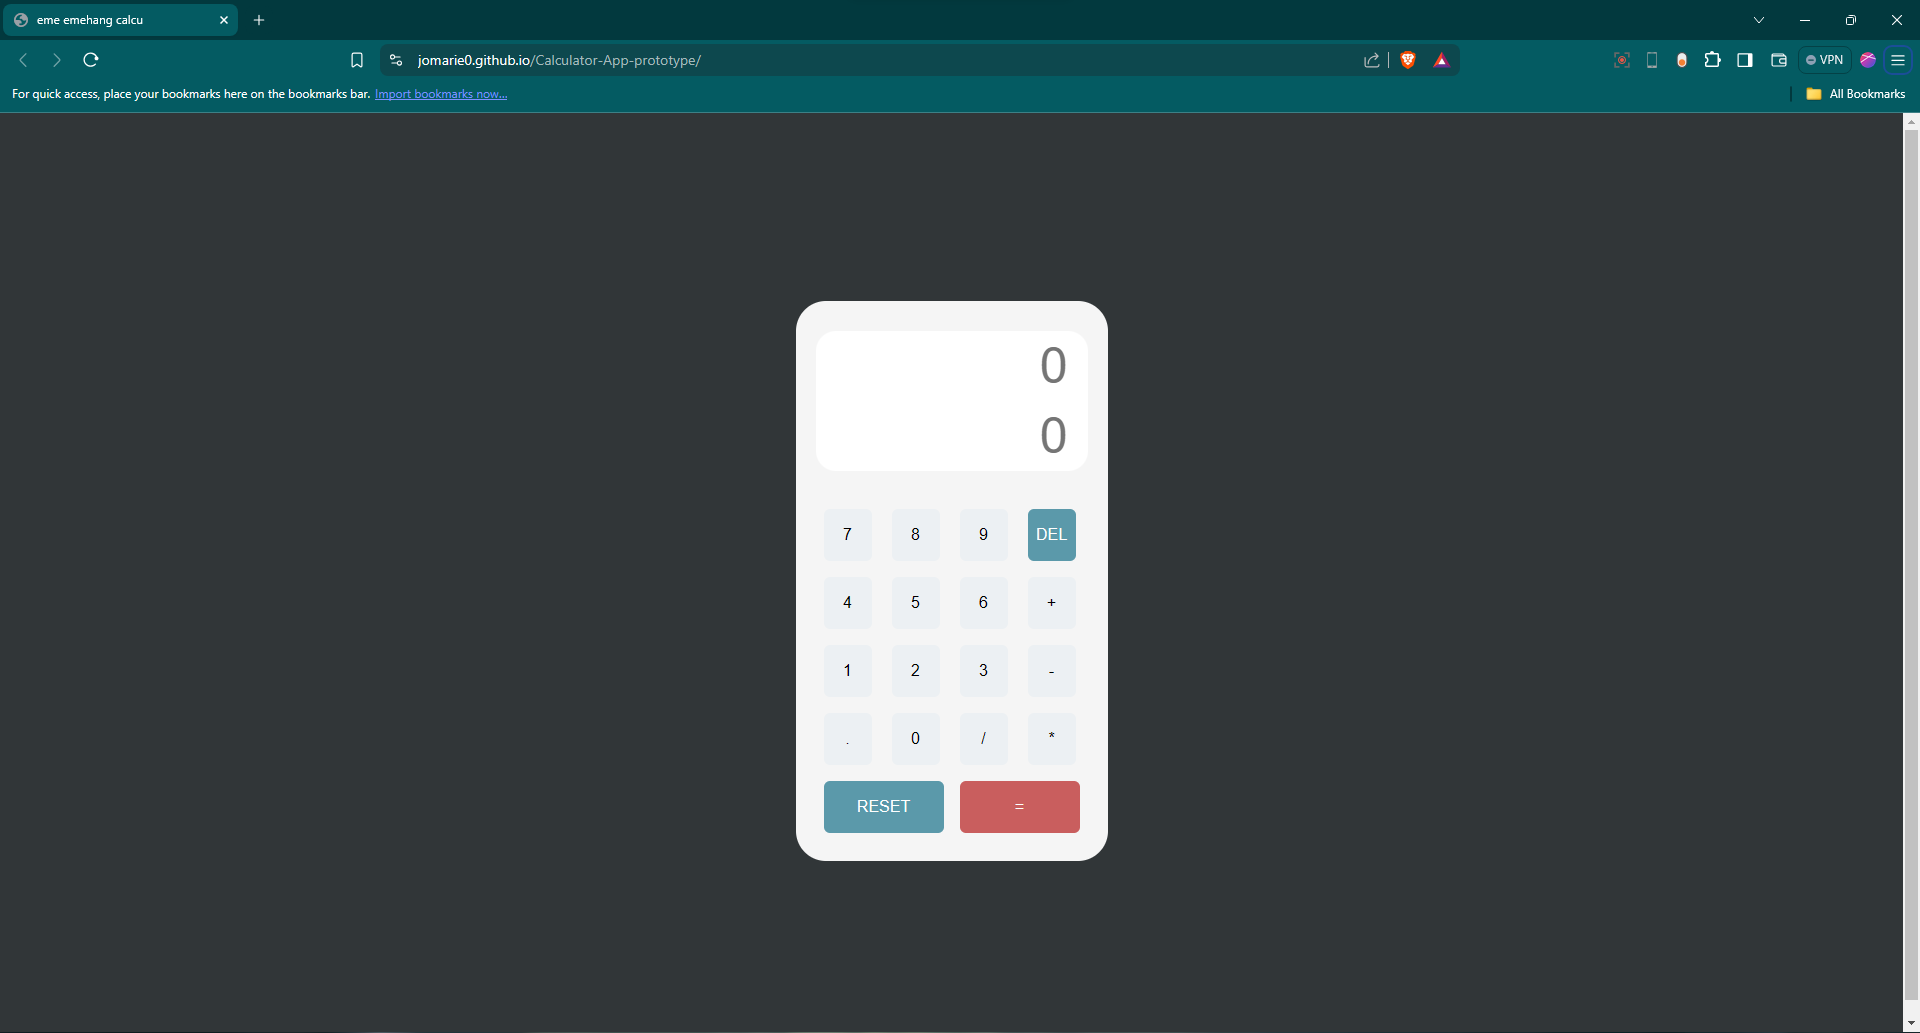 eme emehang calcu
jomarie0.github.io/Calculator-App-prototype/
VPN
For quick access, place your bookmarks here on the bookmarks bar. Import bookmarks now...
All Bookmarks
0
0
7 8 9 DEL
4 5 6 +
1 2 3 -
. 0 / *
RESET =